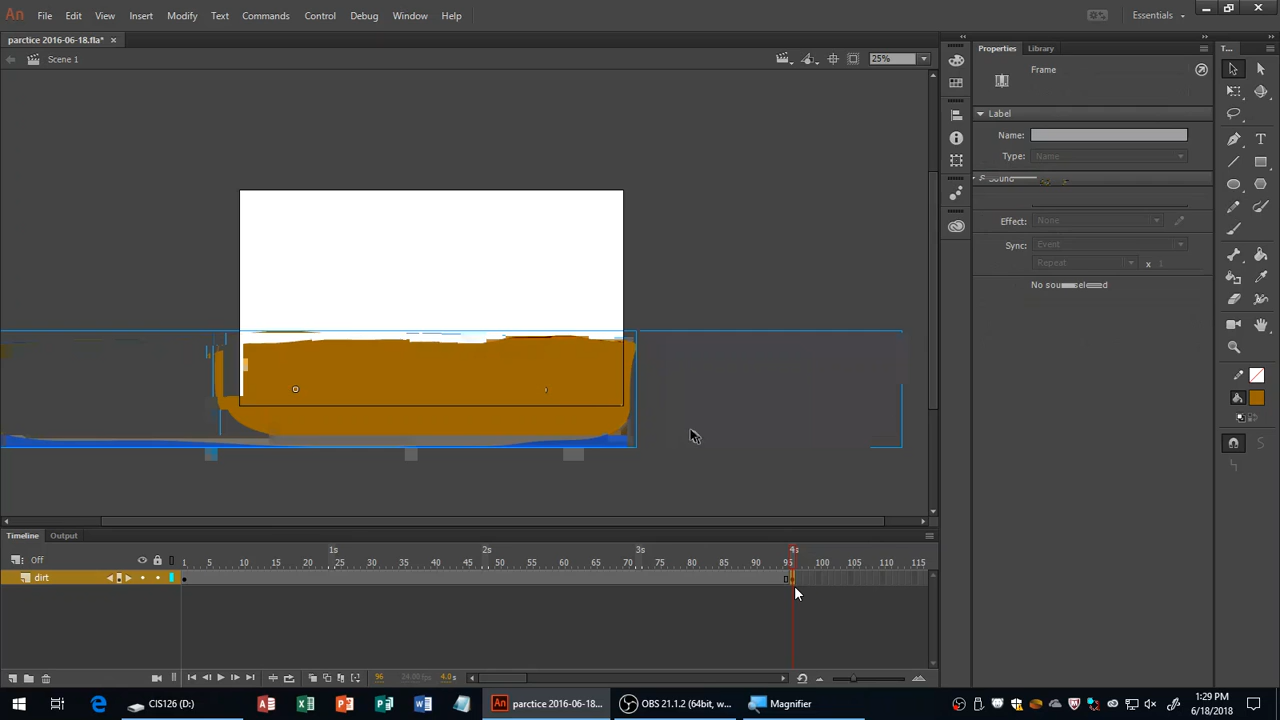 An File Edit View Insert Modify Text Commands Control Debug Window Help Essentials
parctice 2016-06-18.fla*
Scene 1
25%
Properties Library
T...
Frame
Label
Name:
Type: Name
Sound
Effect: None
Sync: Event
Repeat x 1
Timeline Output
Off
1s 2s 3s 4s
1 5 10 15 20 25 30 35 40 45 50 55 60 65 70 75 80 85 90 95 100 105 110 115
dirt
96 24.00 fps 4.0s
CIS126 (D:)
parctice 2016-06-18...
OBS 21.1.2 (64bit, w...
Magnifier
1:29 PM
6/18/2018